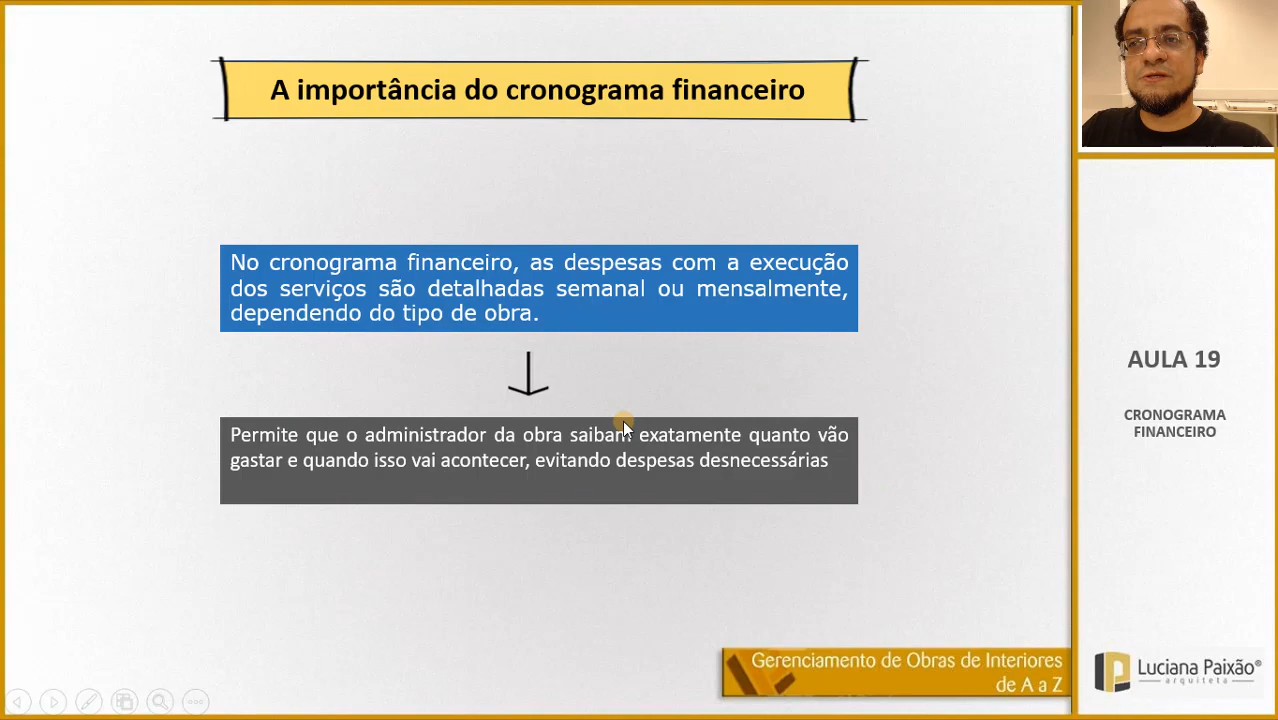 A importância do cronograma financeiro
No cronograma financeiro, as despesas com a execução
dos serviços são detalhadas semanal ou mensalmente,
dependendo do tipo de obra.
Permite que o administrador da obra saibam exatamente quanto vão
gastar e quando isso vai acontecer, evitando despesas desnecessárias
AULA 19
CRONOGRAMA
FINANCEIRO
Gerenciamento de Obras de Interiores
de A a Z
Luciana Paixão®
arquiteta